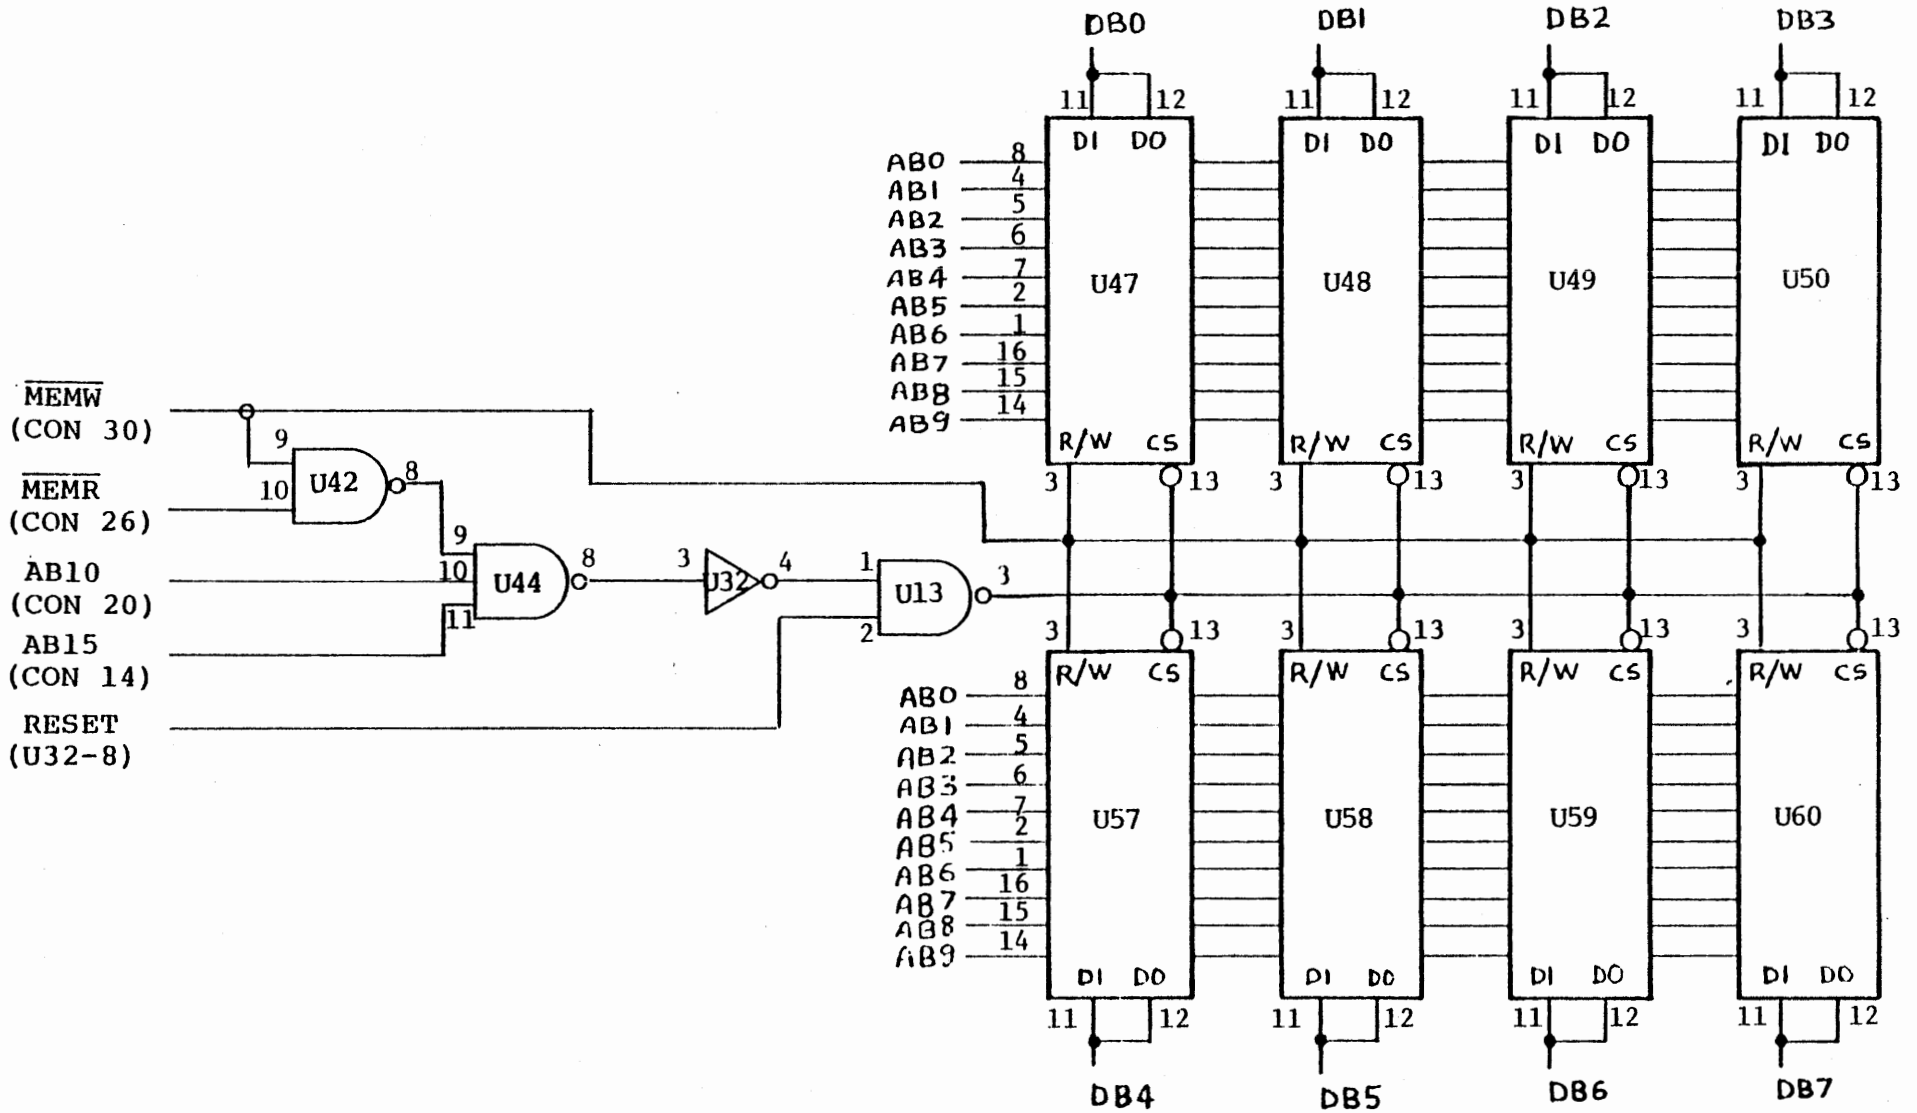 DB0 DB1 DB2 DB3
11 12 11 12 11 12 11 12
DI DO DI DO DI DO DI DO
AB0 8
AB1 4
AB2 5
AB3 6
AB4 7
AB5 2
AB6 1
AB7 16
AB8 15
AB9 14
U47 U48 U49 U50
R/W CS R/W CS R/W CS R/W CS
3 13 3 13 3 13 3 13
MEMW
(CON 30)
9
10
U42
8
MEMR
(CON 26)
9
10
11
U44
8
3
U32
4
1
2
U13
3
AB10
(CON 20)
AB15
(CON 14)
RESET
(U32-8)
3 13 3 13 3 13 3 13
R/W CS R/W CS R/W CS R/W CS
AB0 8
AB1 4
AB2 5
AB3 6
AB4 7
AB5 2
AB6 1
AB7 16
AB8 15
AB9 14
U57 U58 U59 U60
DI DO DI DO DI DO DI DO
11 12 11 12 11 12 11 12
DB4 DB5 DB6 DB7